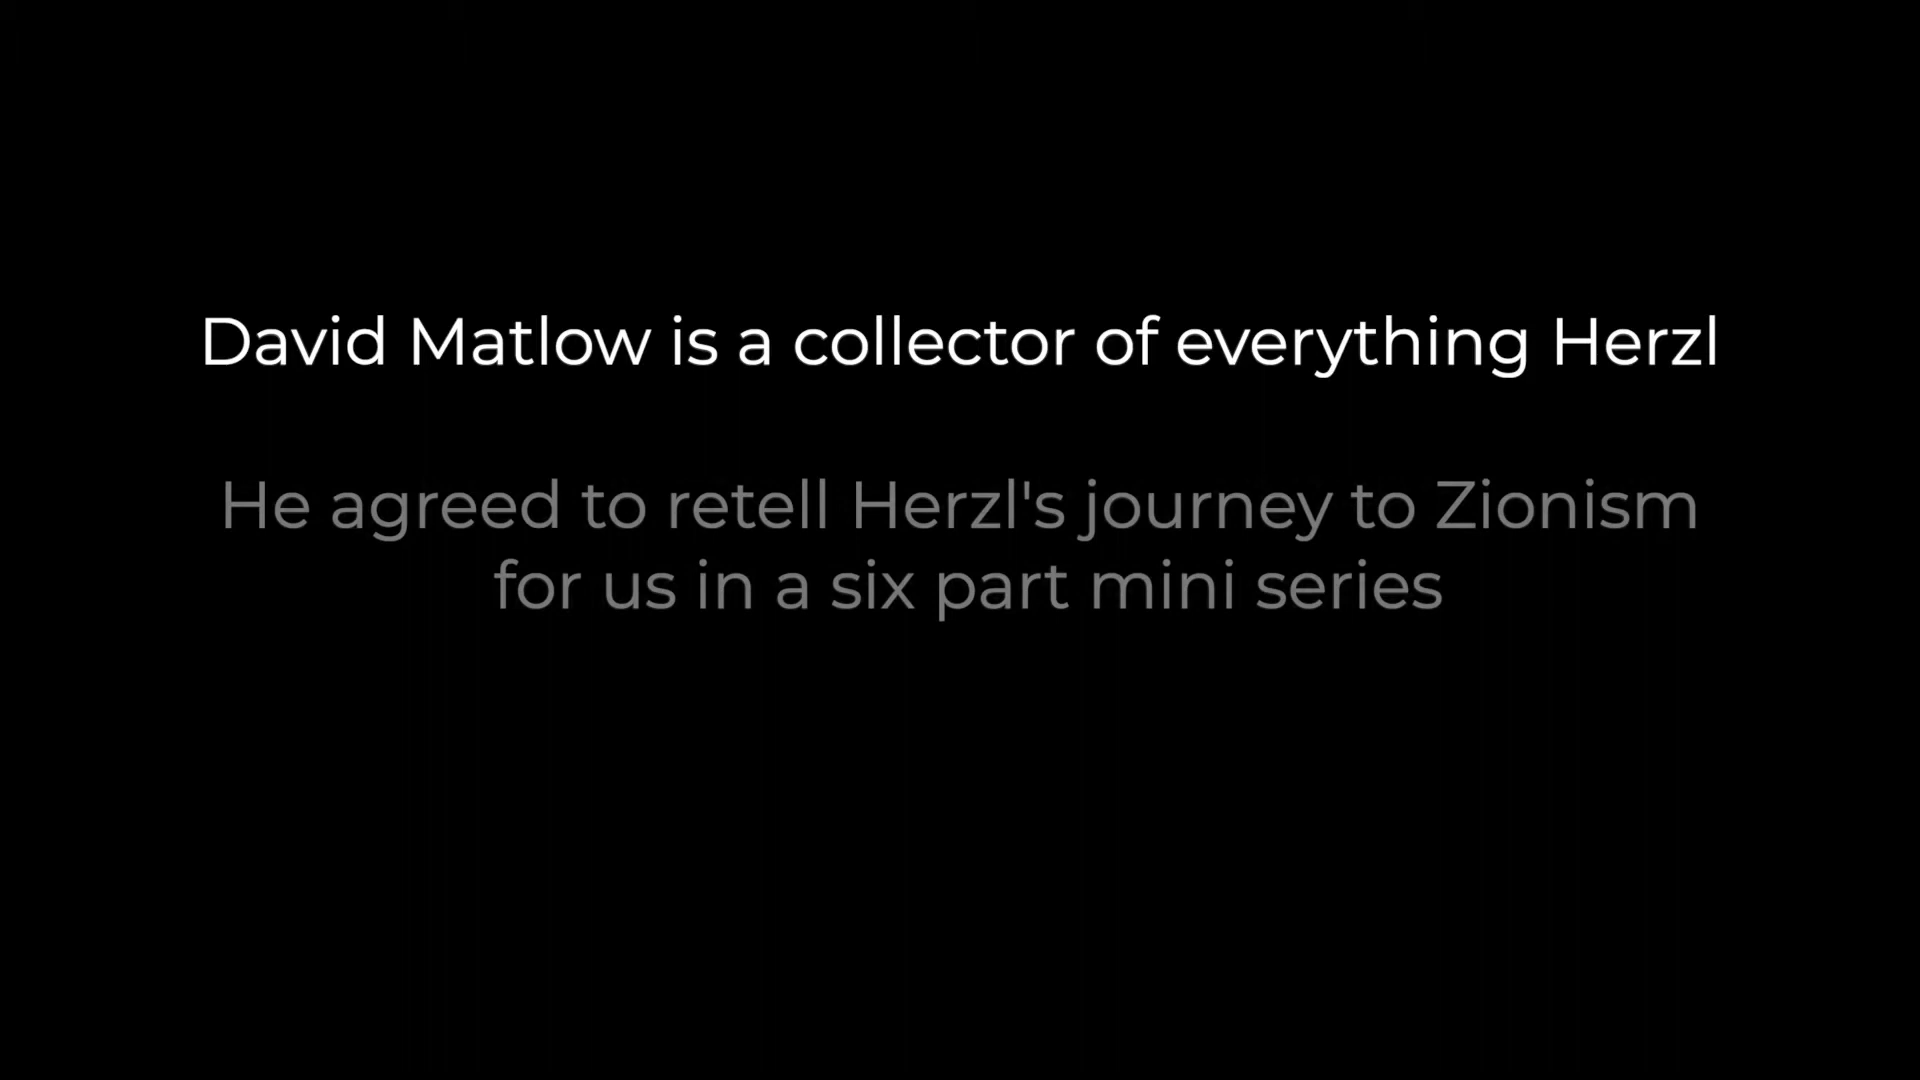 David Matlow is a collector of everything Herzl
He agreed to retell Herzl's journey to Zionism
for us in a six part mini series